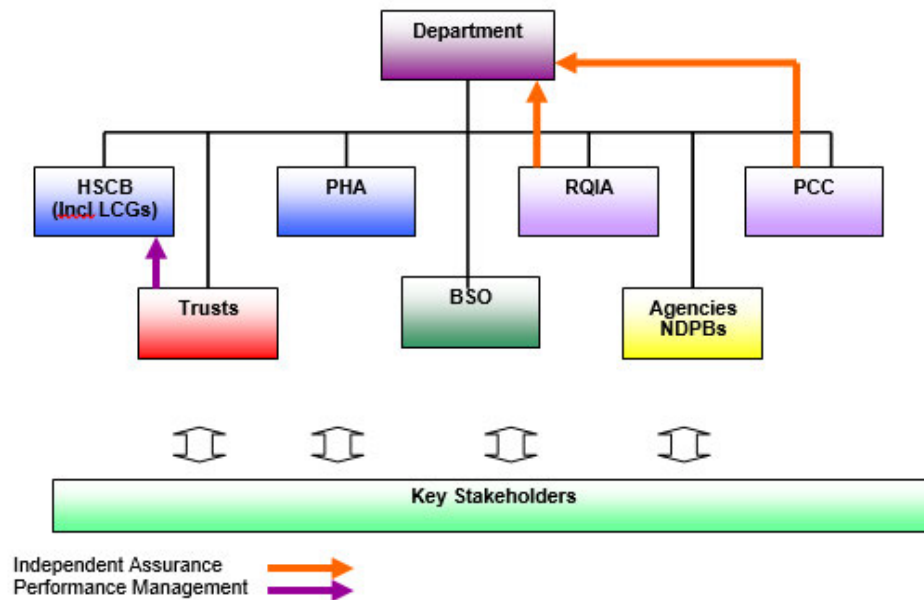 Department
HSCB
(Incl LCGs)
PHA
RQIA
PCC
Trusts
BSO
Agencies
NDPBs
Key Stakeholders
Independent Assurance
Performance Management